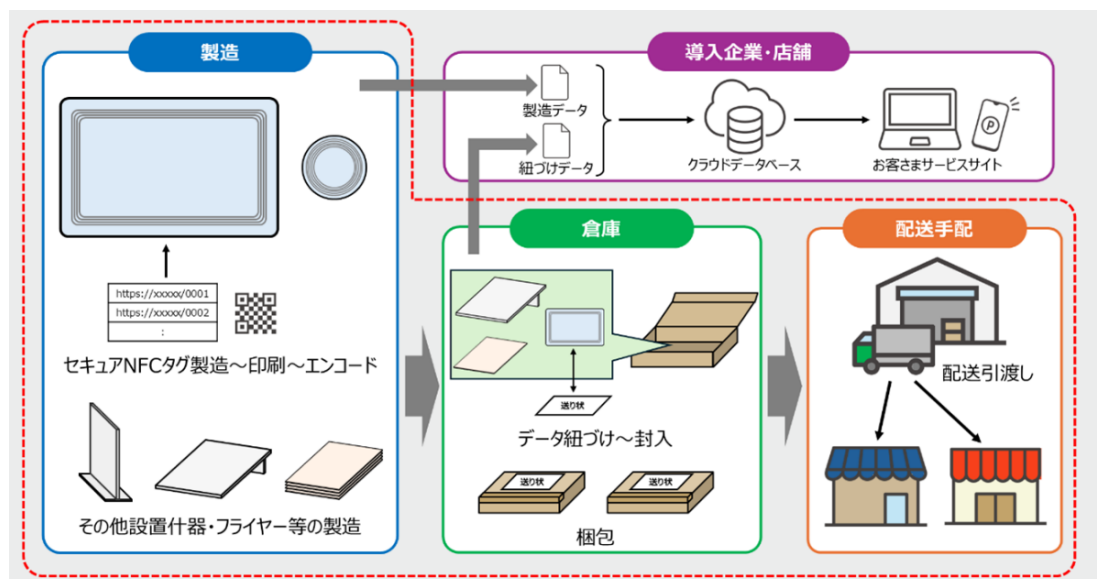 製造
https://xxxxx/0001
https://xxxxx/0002
:
セキュアNFCタグ製造～印刷～エンコード
その他設置什器・フライヤー等の製造
導入企業・店舗
製造データ
紐づけデータ
クラウドデータベース
P
お客さまサービスサイト
倉庫
送り状
データ紐づけ～封入
送り状
送り状
梱包
配送手配
配送引渡し